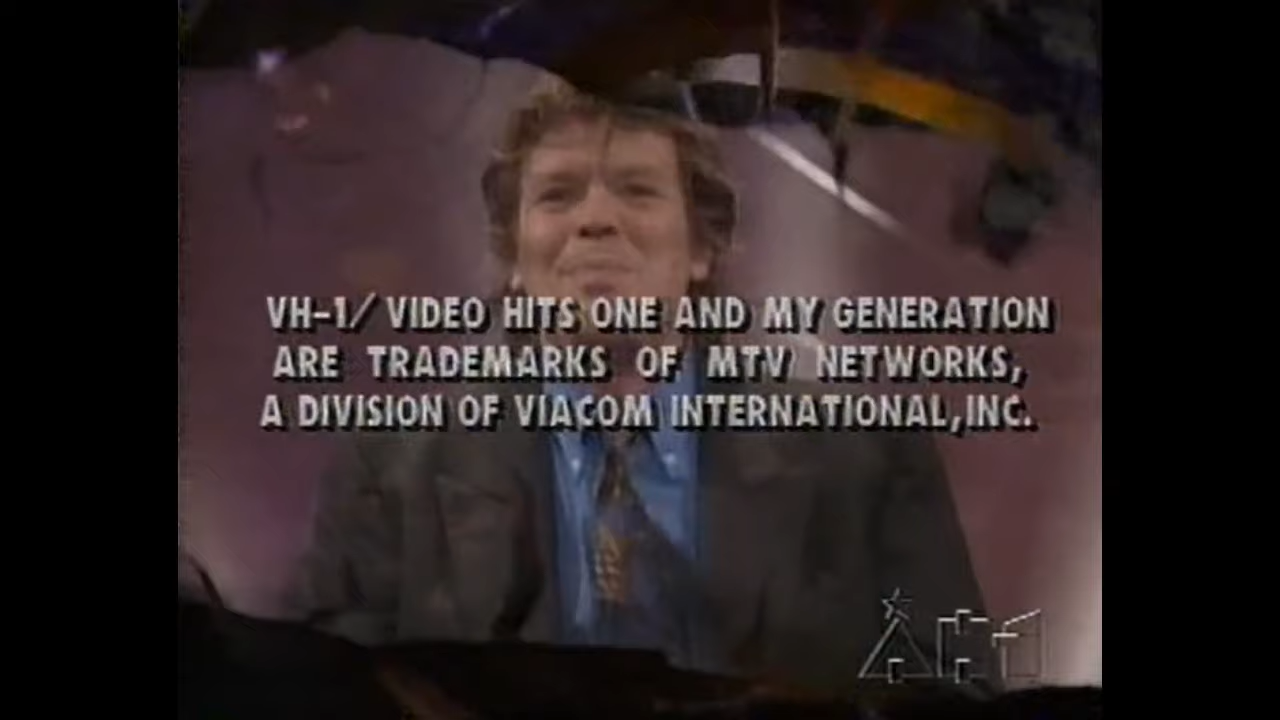 VH-1/VIDEO HITS ONE AND MY GENERATION
ARE TRADEMARKS OF MTV NETWORKS,
A DIVISION OF VIACOM INTERNATIONAL,INC.